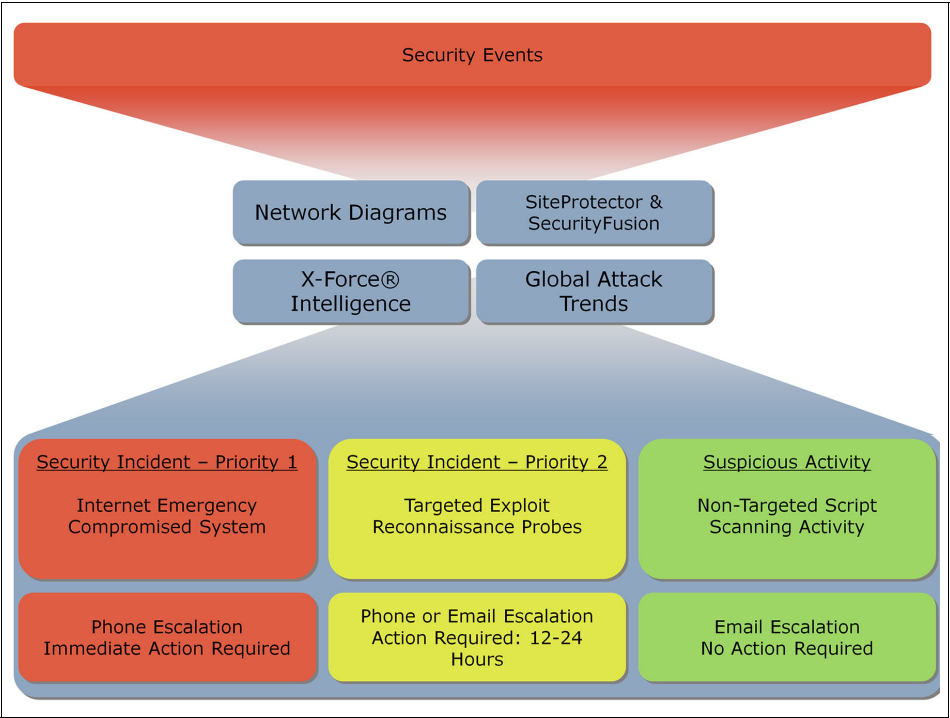 Security Events
Network Diagrams
SiteProtector &
SecurityFusion
X-Force®
Intelligence
Global Attack
Trends
Security Incident – Priority 1
Internet Emergency
Compromised System
Security Incident – Priority 2
Targeted Exploit
Reconnaissance Probes
Suspicious Activity
Non-Targeted Script
Scanning Activity
Phone Escalation
Immediate Action Required
Phone or Email Escalation
Action Required: 12-24
Hours
Email Escalation
No Action Required